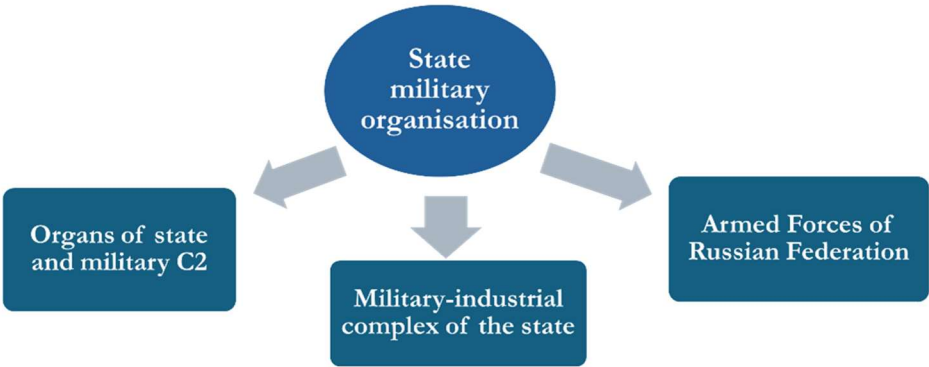 State
military
organisation
Organs of state
and military C2
Military-industrial
complex of the state
Armed Forces of
Russian Federation